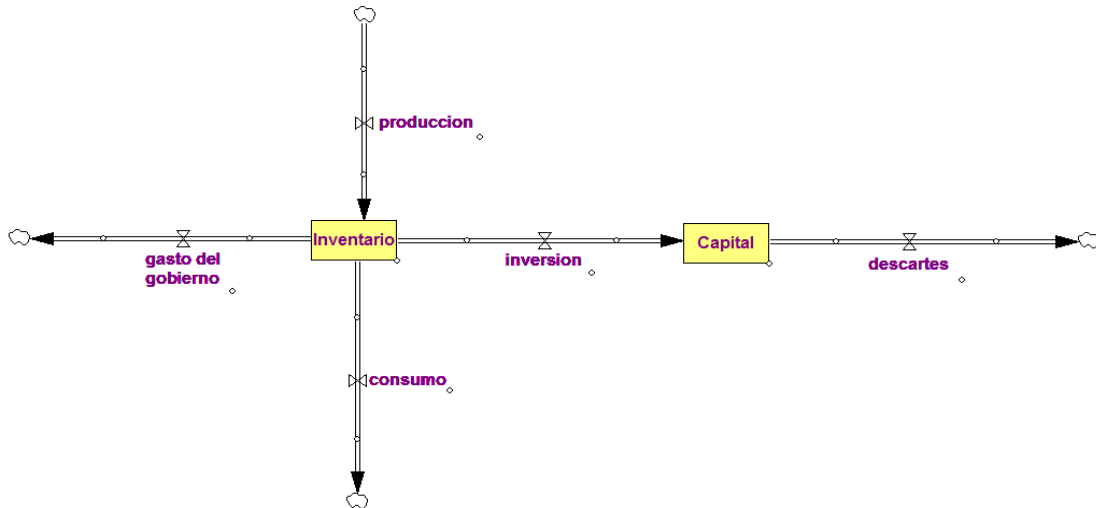 produccion
Inventario
Capital
gasto del
gobierno
inversion
descartes
consumo